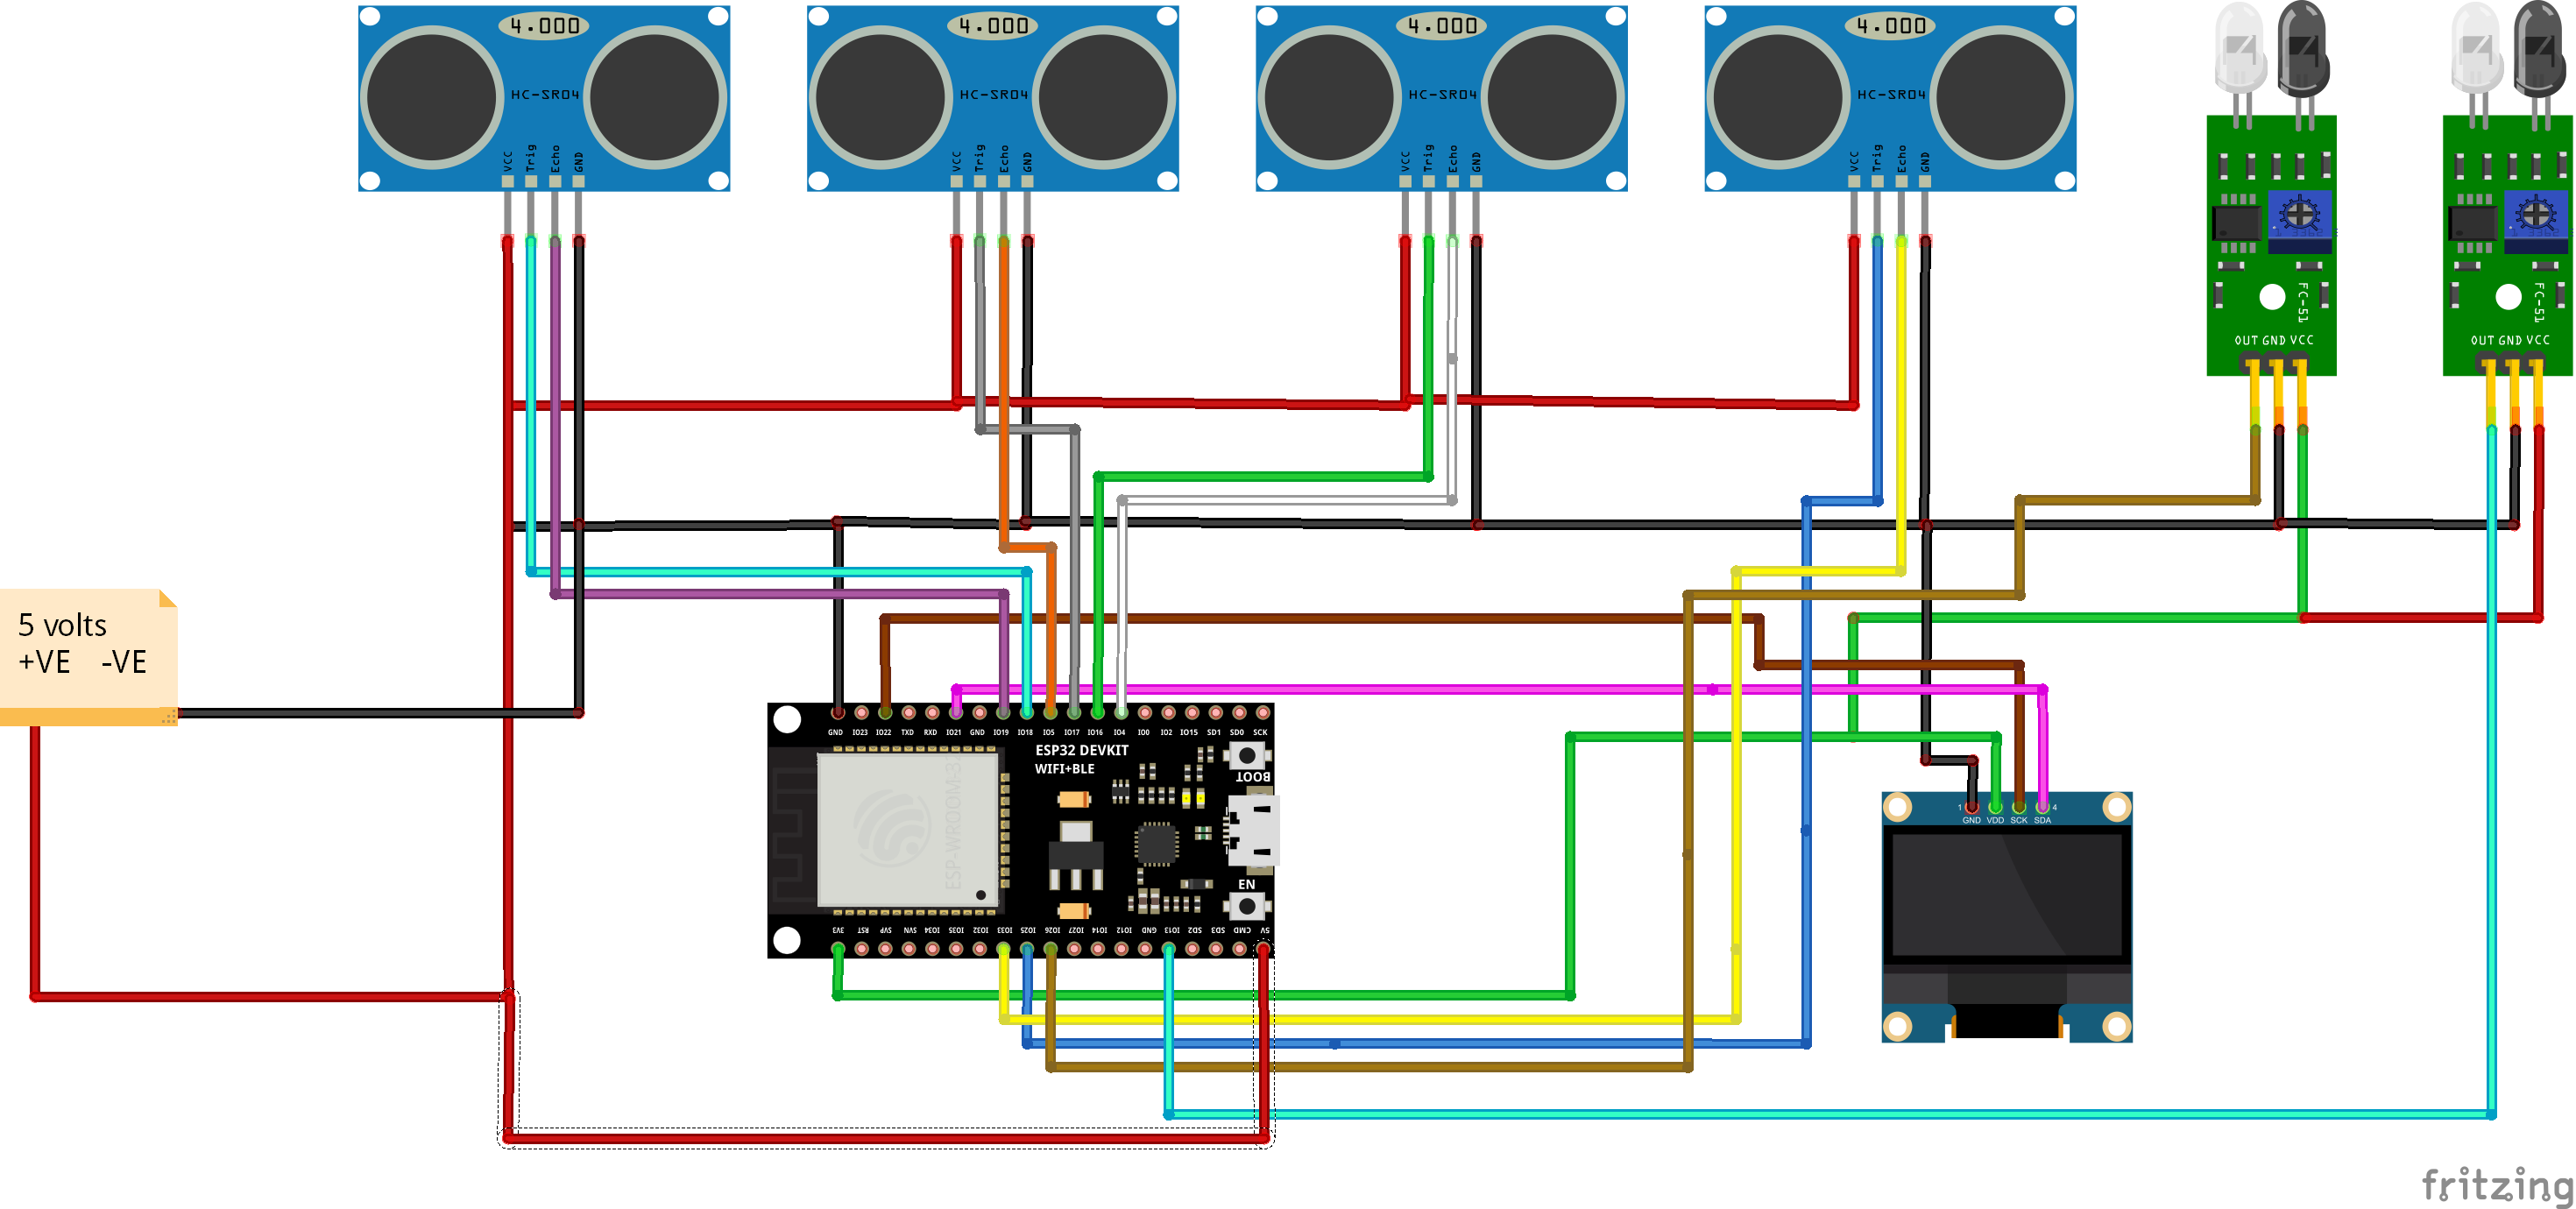 4.000
HC-SR04
VCC Trig Echo GND
4.000
HC-SR04
VCC Trig Echo GND
4.000
HC-SR04
VCC Trig Echo GND
4.000
HC-SR04
VCC Trig Echo GND
FC-51
OUT GND VCC
FC-51
OUT GND VCC
5 volts
+VE -VE
GND IO23 IO22 TXD RXD IO21 GND IO19 IO18 IO5 IO17 IO16 IO4 IO0 IO2 IO15 SD1 SD0 SCK
ESP32 DEVKIT
WIFI+BLE
BOOT
ESP-WROOM-32
EN
3V3 RST SVP SVN IO34 IO35 IO32 IO33 IO25 IO26 IO27 IO14 IO12 GND IO13 SD2 SD3 CMD 5V
1 4
GND VDD SCK SDA
fritzing